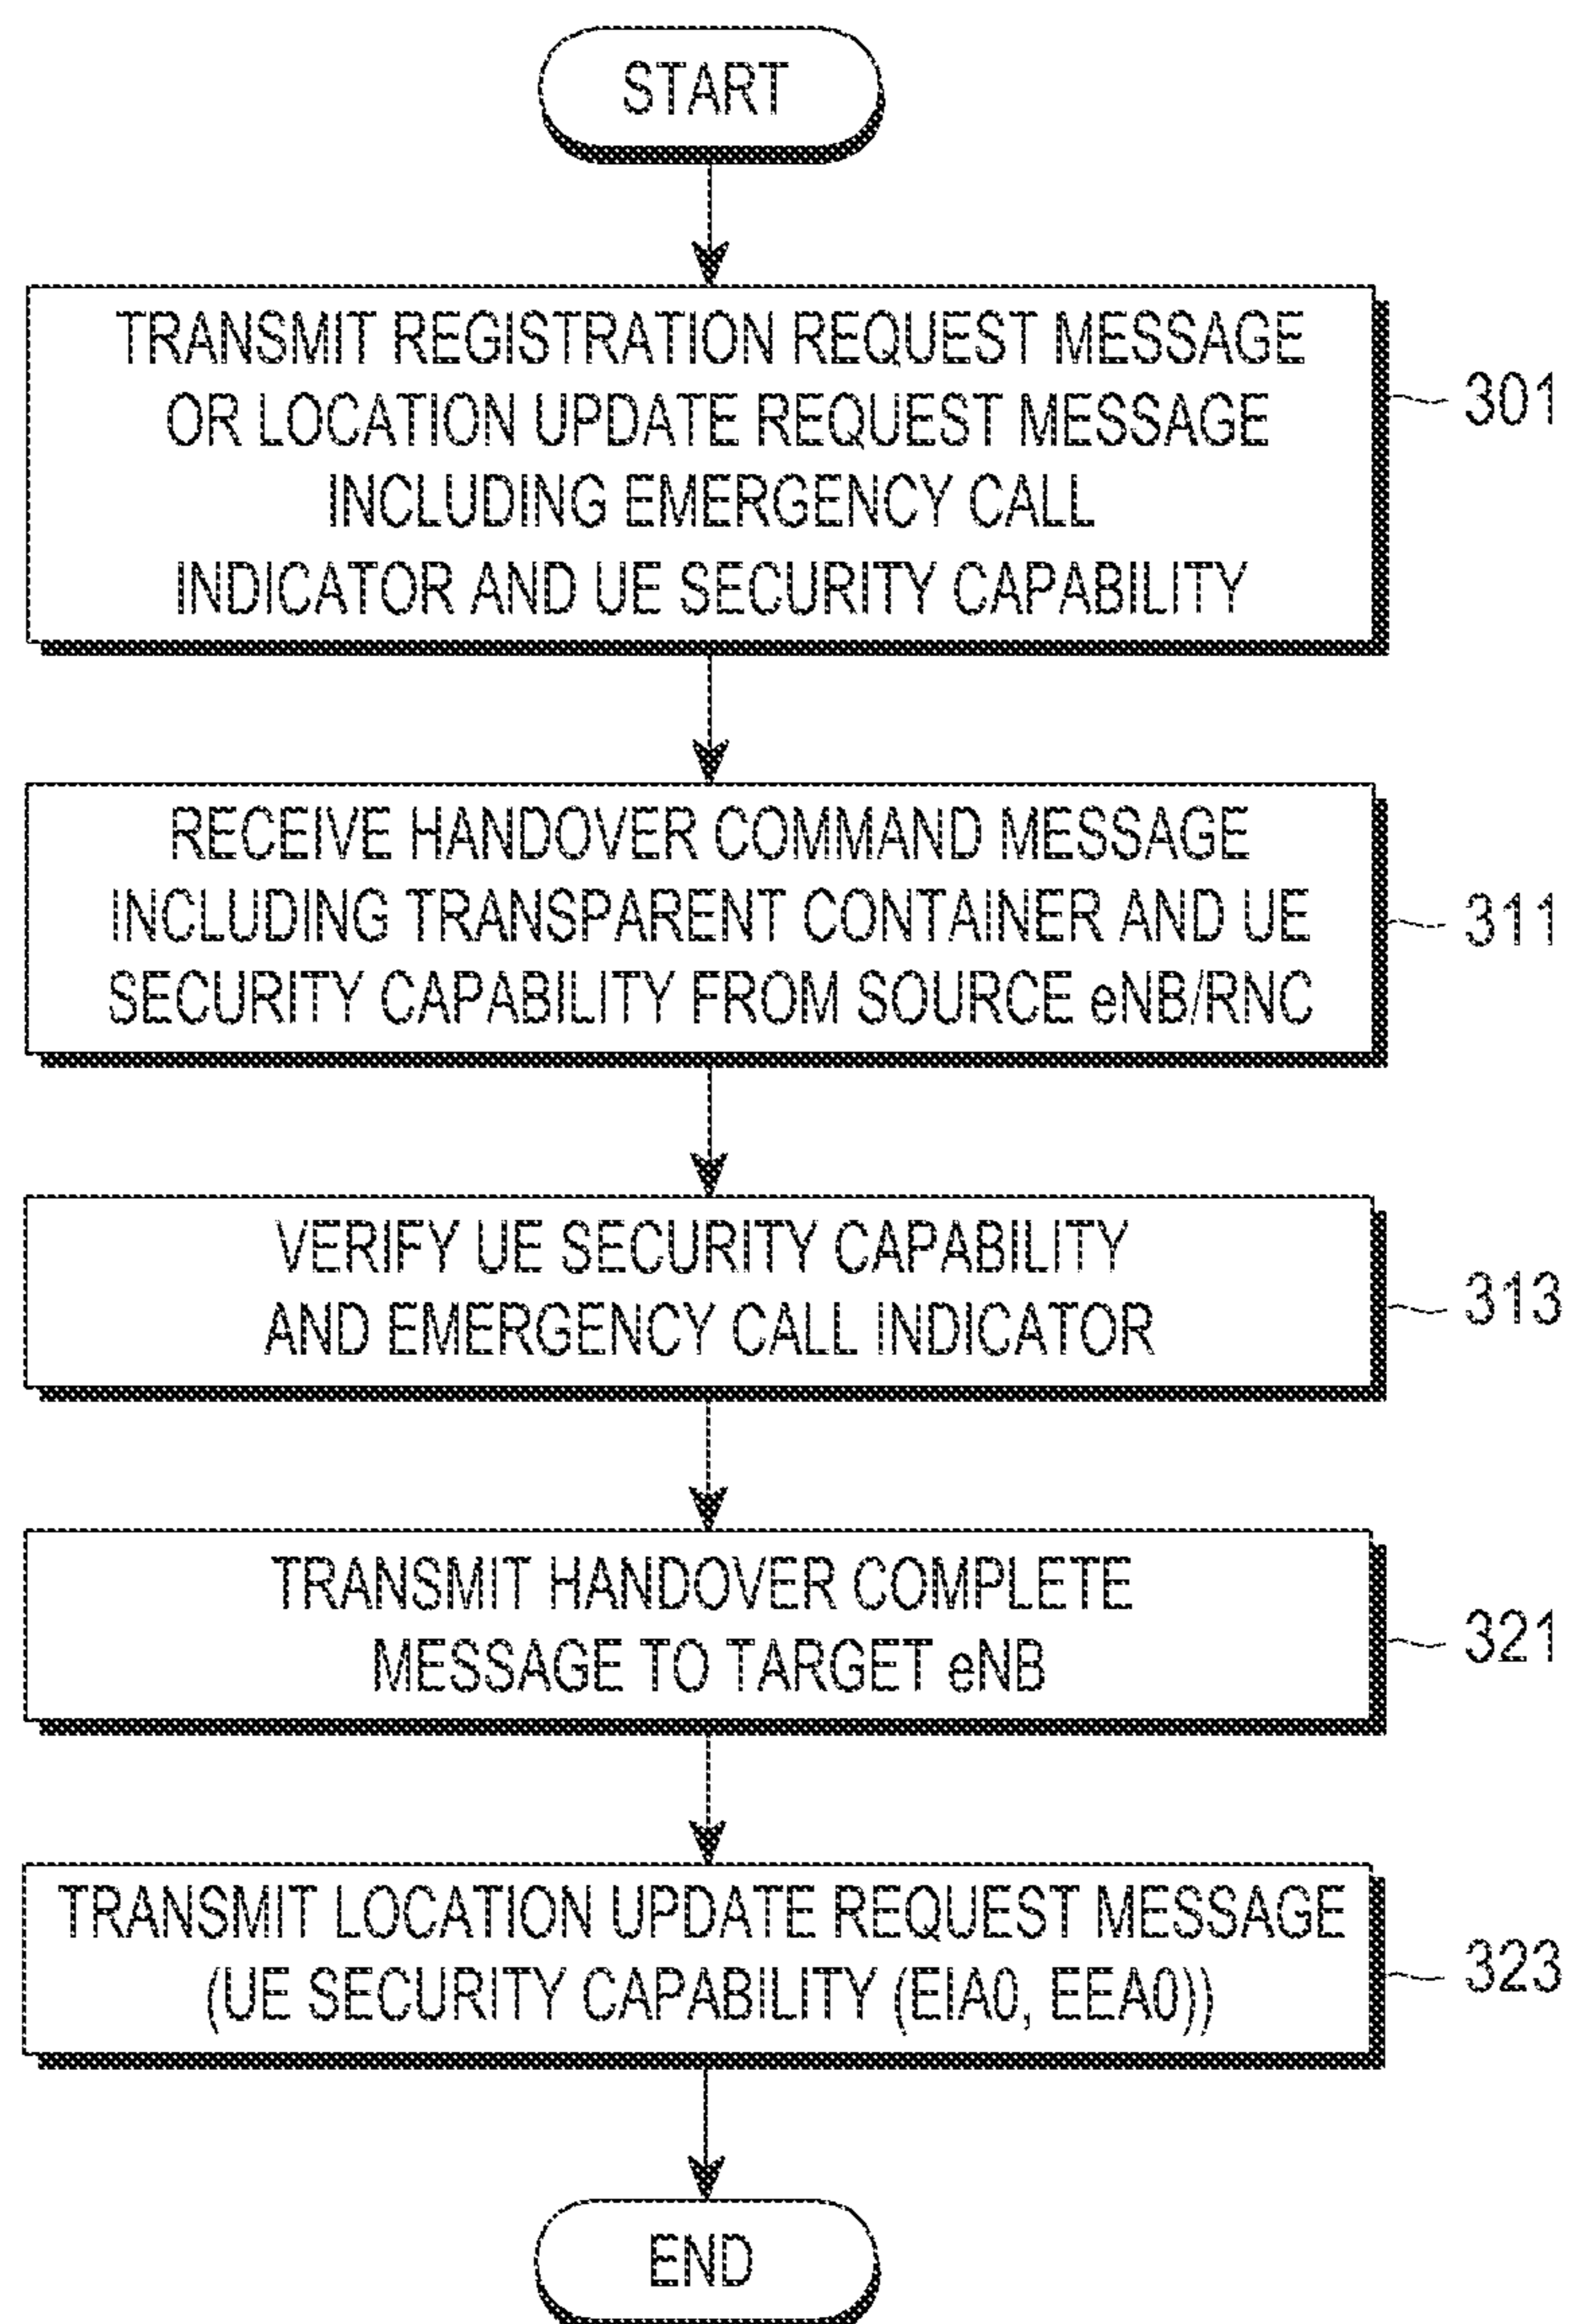 START
TRANSMIT REGISTRATION REQUEST MESSAGE
OR LOCATION UPDATE REQUEST MESSAGE
INCLUDING EMERGENCY CALL
INDICATOR AND UE SECURITY CAPABILITY
301
RECEIVE HANDOVER COMMAND MESSAGE
INCLUDING TRANSPARENT CONTAINER AND UE
SECURITY CAPABILITY FROM SOURCE eNB/RNC
311
VERIFY UE SECURITY CAPABILITY
AND EMERGENCY CALL INDICATOR
313
TRANSMIT HANDOVER COMPLETE
MESSAGE TO TARGET eNB
321
TRANSMIT LOCATION UPDATE REQUEST MESSAGE
(UE SECURITY CAPABILITY (EIA0, EEA0))
323
END